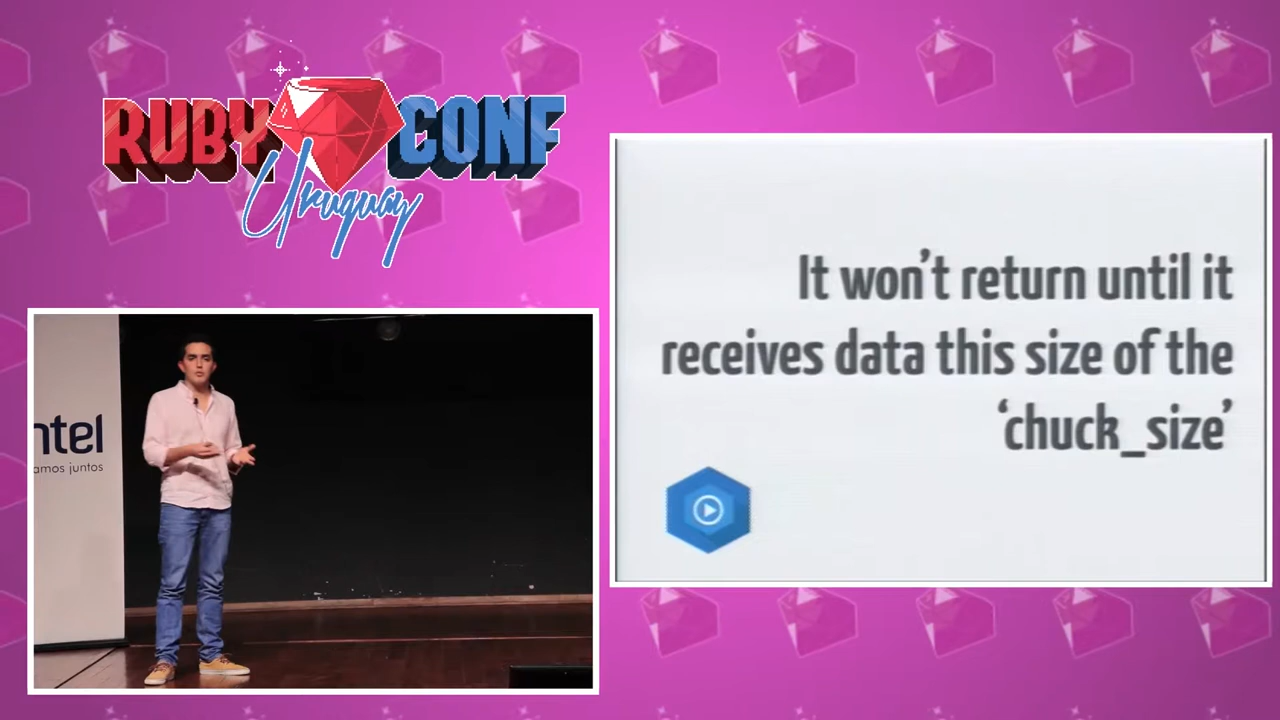 RUBY CONF
Uruguay
ntel
amos juntos
It won't return until it
receives data this size of the
‘chuck_size’